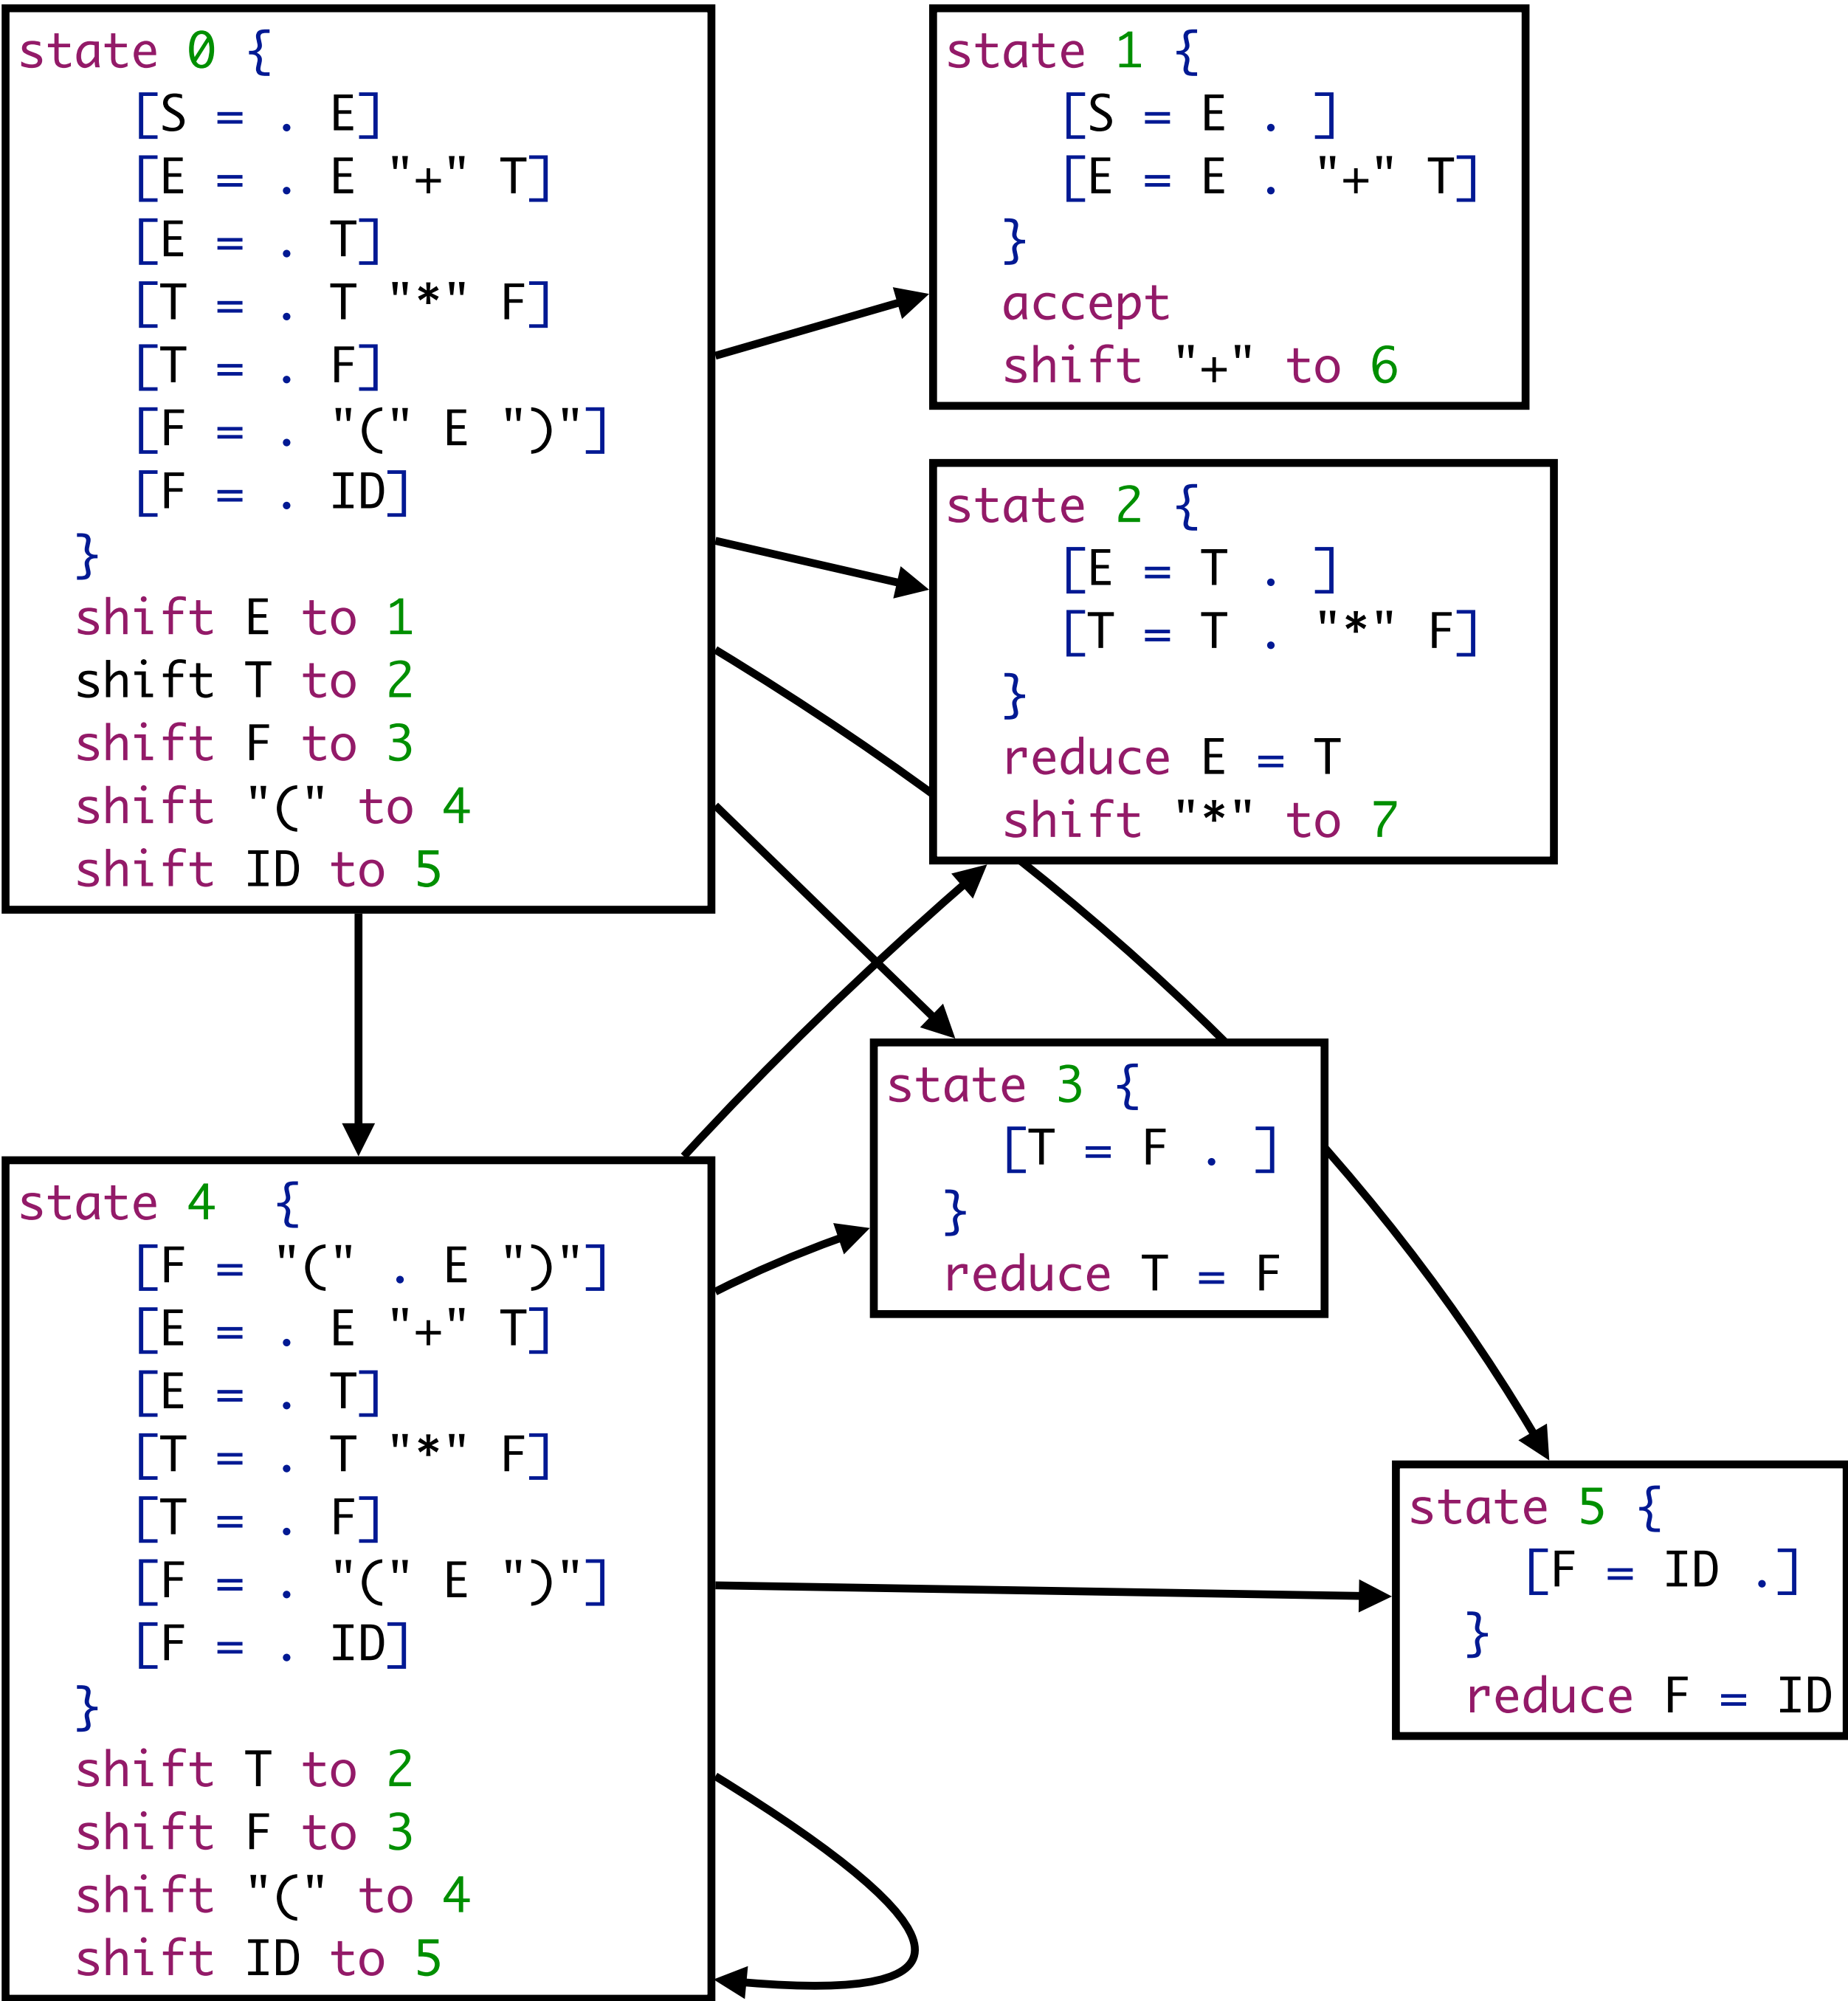 state 0 {
[S = . E]
[E = . E "+" T]
[E = . T]
[T = . T "*" F]
[T = . F]
[F = . "(" E ")"]
[F = . ID]
}
shift E to 1
shift T to 2
shift F to 3
shift "(" to 4
shift ID to 5
state 1 {
[S = E . ]
[E = E . "+" T]
}
accept
shift "+" to 6
state 2 {
[E = T . ]
[T = T . "*" F]
}
reduce E = T
shift "*" to 7
state 3 {
[T = F . ]
}
reduce T = F
state 4 {
[F = "(" . E ")"]
[E = . E "+" T]
[E = . T]
[T = . T "*" F]
[T = . F]
[F = . "(" E ")"]
[F = . ID]
}
shift T to 2
shift F to 3
shift "(" to 4
shift ID to 5
state 5 {
[F = ID .]
}
reduce F = ID